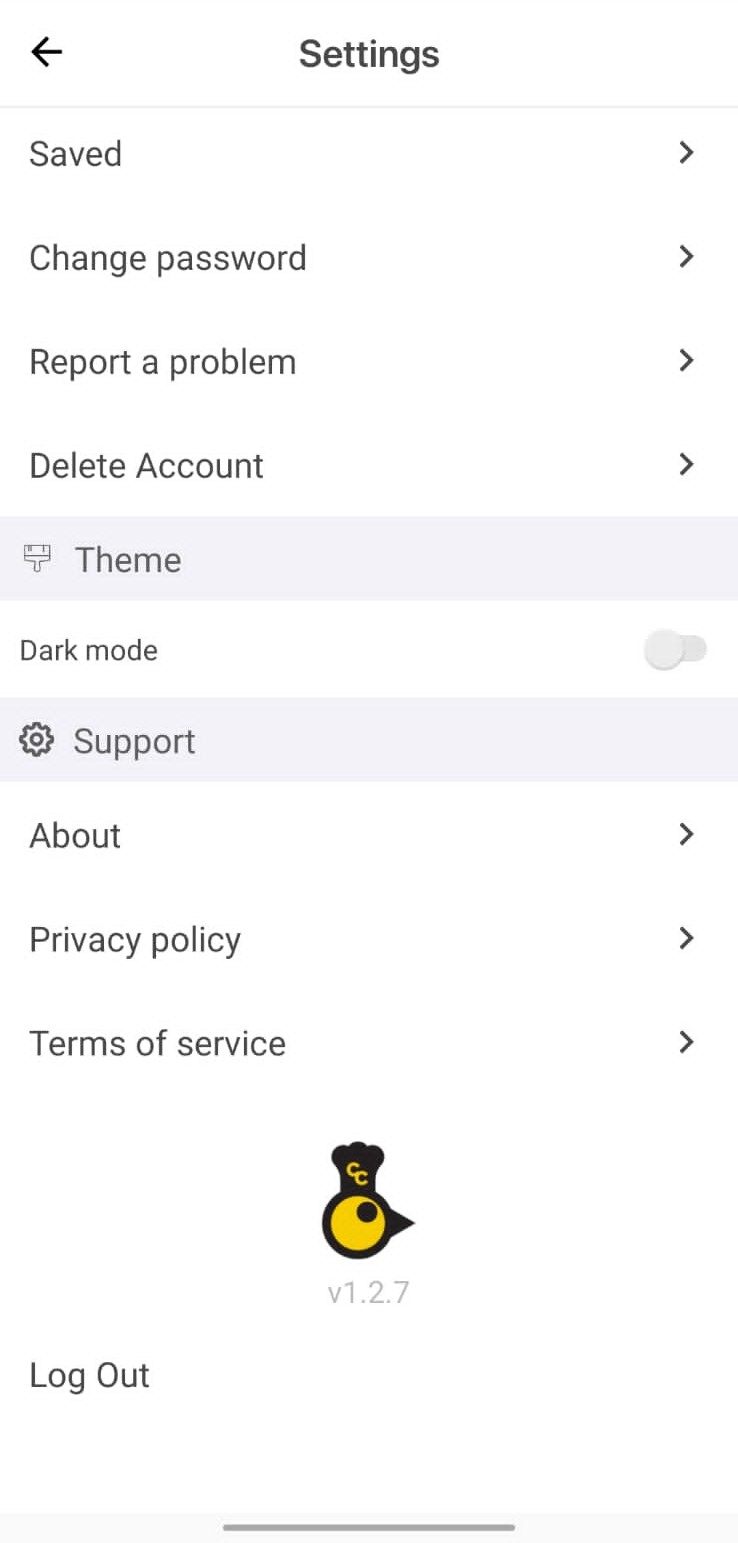 Settings
Saved
Change password
Report a problem
Delete Account
Theme
Dark mode
Support
About
Privacy policy
Terms of service
CC
v1.2.7
Log Out